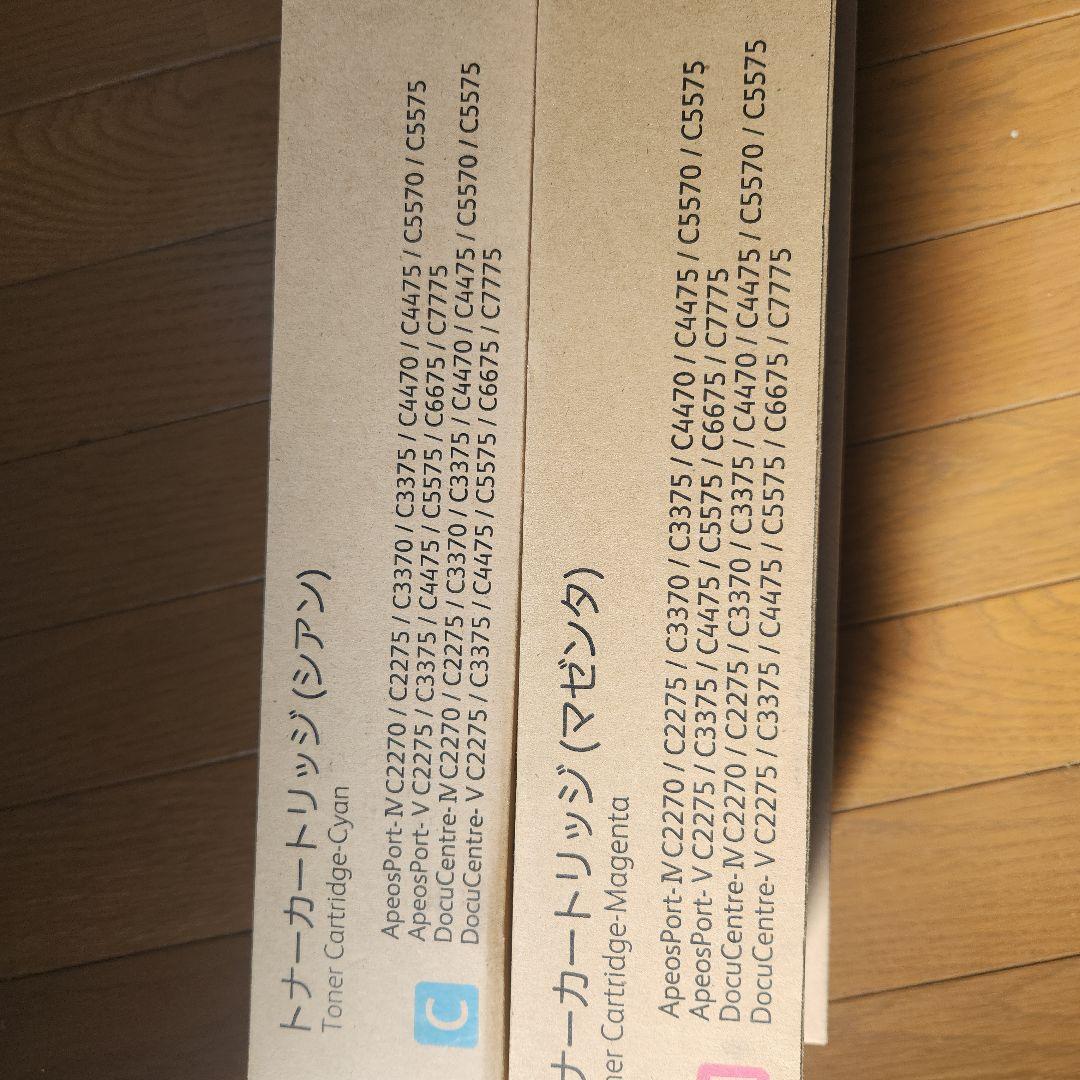 トナーカートリッジ (シアン)
Toner Cartridge-Cyan
C
ApeosPort-Ⅳ C2270 / C2275 / C3370 / C3375 / C4470 / C4475 / C5570 / C5575
ApeosPort- Ⅴ C2275 / C3375 / C4475 / C5575 / C6675 / C7775
DocuCentre-Ⅳ C2270 / C2275 / C3370 / C3375 / C4470 / C4475 / C5570 / C5575
DocuCentre- Ⅴ C2275 / C3375 / C4475 / C5575 / C6675 / C7775
ナーカートリッジ (マゼンタ)
ner Cartridge-Magenta
ApeosPort-Ⅳ C2270 / C2275 / C3370 / C3375 / C4470 / C4475 / C5570 / C5575
ApeosPort- Ⅴ C2275 / C3375 / C4475 / C5575 / C6675 / C7775
DocuCentre-Ⅳ C2270 / C2275 / C3370 / C3375 / C4470 / C4475 / C5570 / C5575
DocuCentre- Ⅴ C2275 / C3375 / C4475 / C5575 / C6675 / C7775